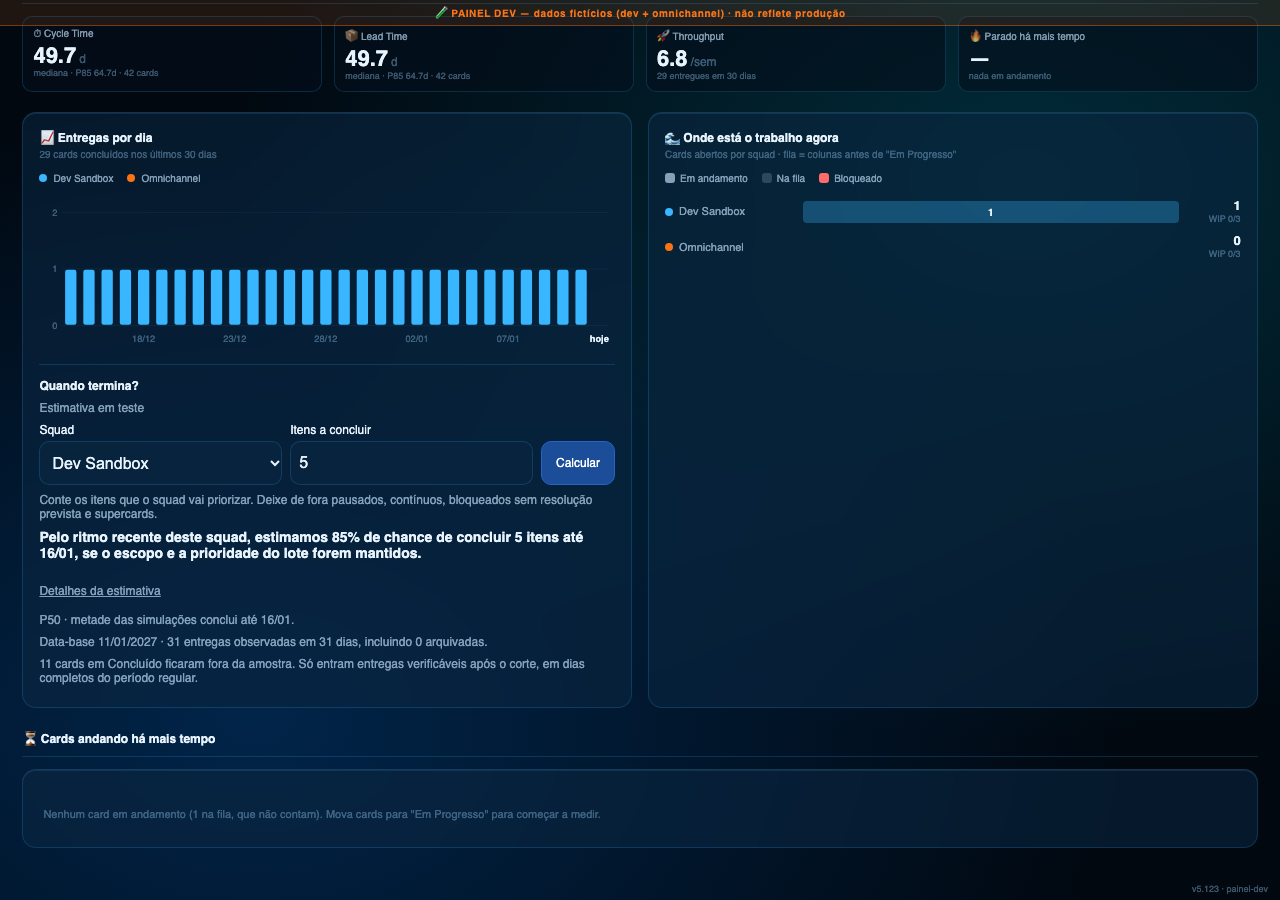 🧪 PAINEL DEV — dados fictícios (dev + omnichannel) · não reflete produção
⏱ Cycle Time
49.7 d
mediana · P85 64.7d · 42 cards
📦 Lead Time
49.7 d
mediana · P85 64.7d · 42 cards
🚀 Throughput
6.8 /sem
29 entregues em 30 dias
🔥 Parado há mais tempo
—
nada em andamento
📈 Entregas por dia
29 cards concluídos nos últimos 30 dias
Dev Sandbox Omnichannel
2
1
0
18/12 23/12 28/12 02/01 07/01 hoje
Quando termina?
Estimativa em teste
Squad Itens a concluir
Dev Sandbox 5 Calcular
Conte os itens que o squad vai priorizar. Deixe de fora pausados, contínuos, bloqueados sem resolução
prevista e supercards.
Pelo ritmo recente deste squad, estimamos 85% de chance de concluir 5 itens até
16/01, se o escopo e a prioridade do lote forem mantidos.
Detalhes da estimativa
P50 · metade das simulações conclui até 16/01.
Data-base 11/01/2027 · 31 entregas observadas em 31 dias, incluindo 0 arquivadas.
11 cards em Concluído ficaram fora da amostra. Só entram entregas verificáveis após o corte, em dias
completos do período regular.
🌊 Onde está o trabalho agora
Cards abertos por squad · fila = colunas antes de "Em Progresso"
Em andamento Na fila Bloqueado
Dev Sandbox 1 1
WIP 0/3
Omnichannel 0
WIP 0/3
⏳ Cards andando há mais tempo
Nenhum card em andamento (1 na fila, que não contam). Mova cards para "Em Progresso" para começar a medir.
v5.123 · painel-dev